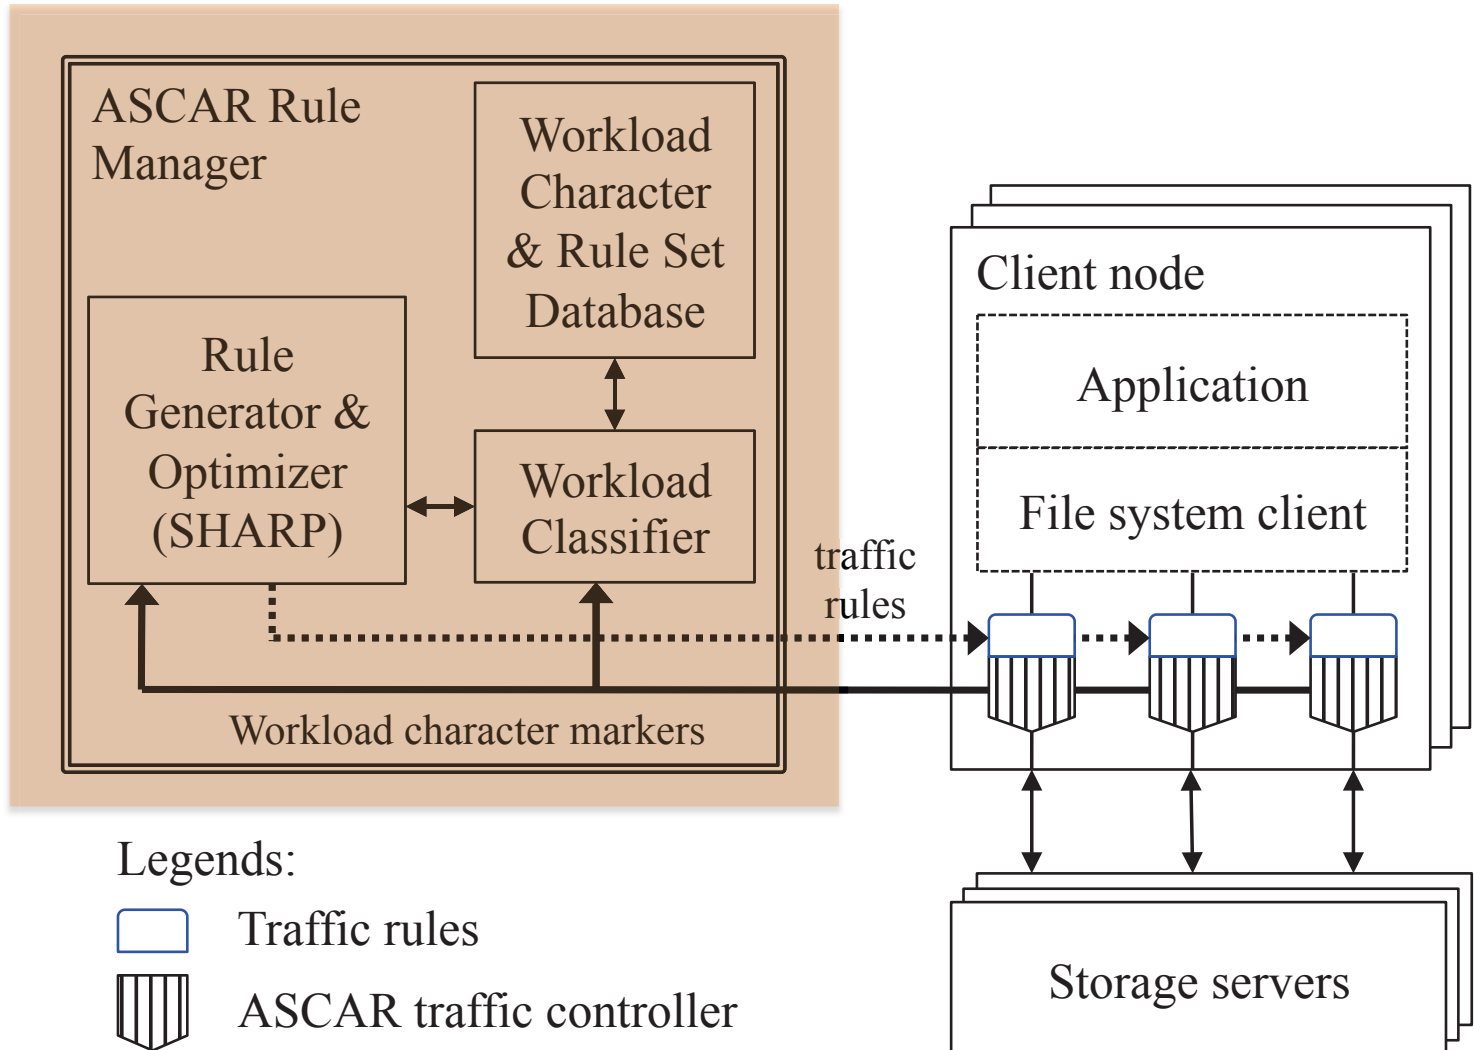 ASCAR Rule
Manager
Workload
Character
& Rule Set
Database
Rule
Generator &
Optimizer
(SHARP)
Workload
Classifier
traffic
rules
Workload character markers
Client node
Application
File system client
Storage servers
Legends:
Traffic rules
ASCAR traffic controller